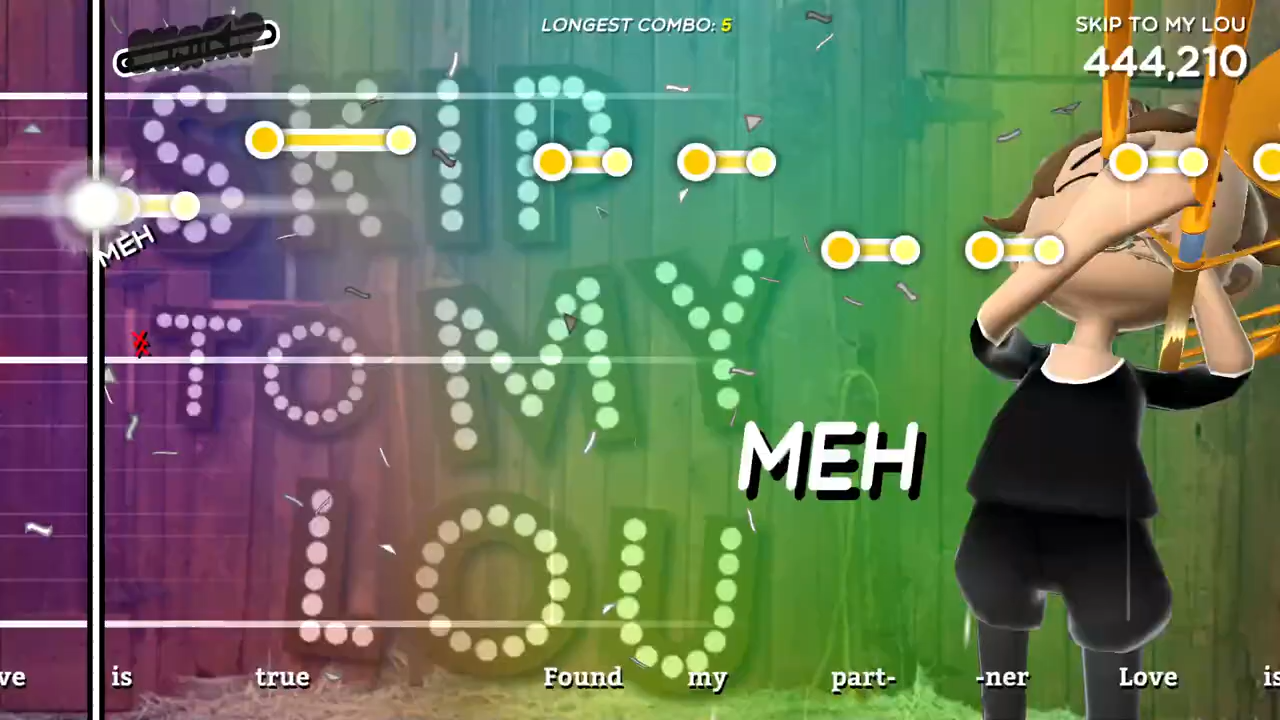 LONGEST COMBO: 5
SKIP TO MY LOU
444,210
SKIP
MEH
TO MY
MEH
LOU
ve is true Found my part- -ner Love is